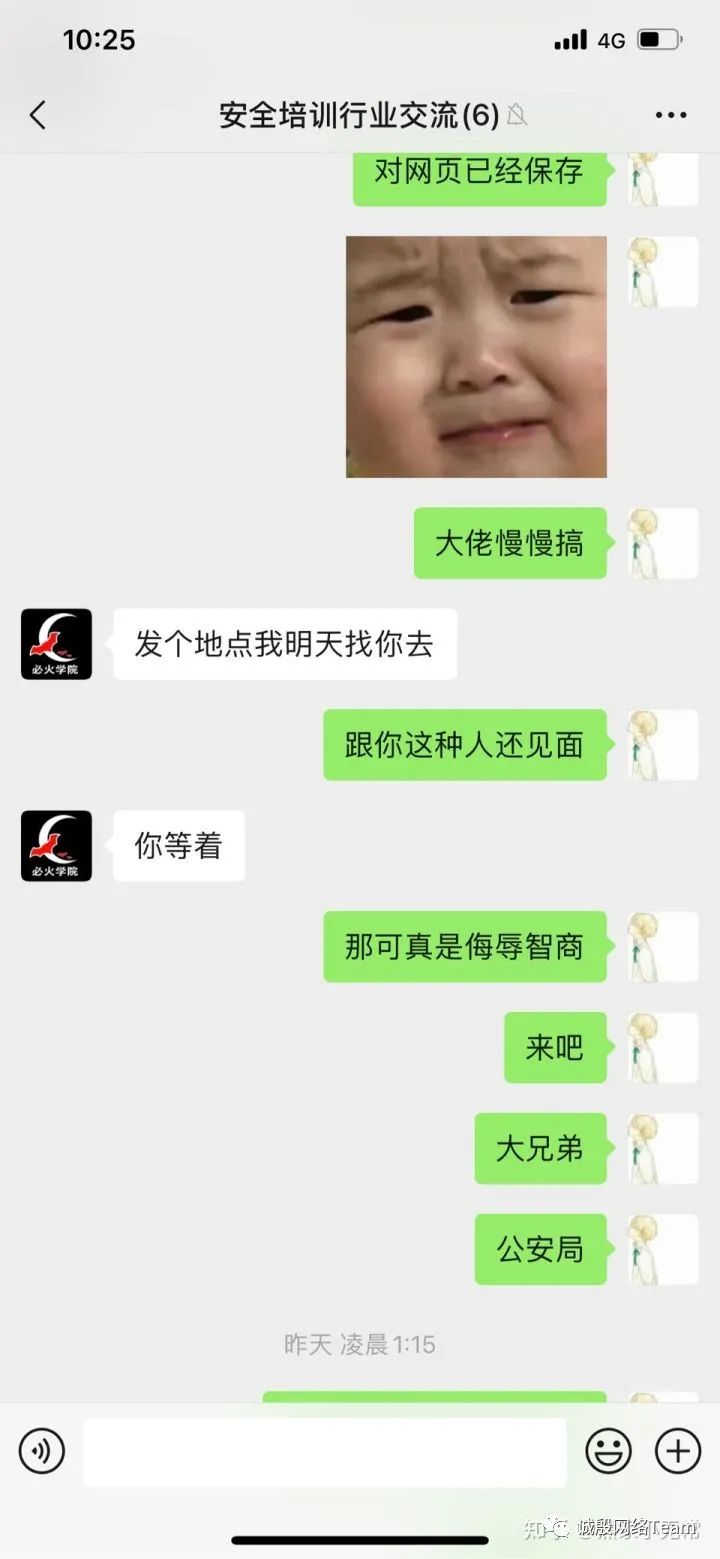 10:25
4G
安全培训行业交流(6)
对网页已经保存
大佬慢慢搞
发个地点我明天找你去
必火学院
跟你这种人还见面
你等着
必火学院
那可真是侮辱智商
来吧
大兄弟
公安局
昨天 凌晨1:15
诚殷网络Team